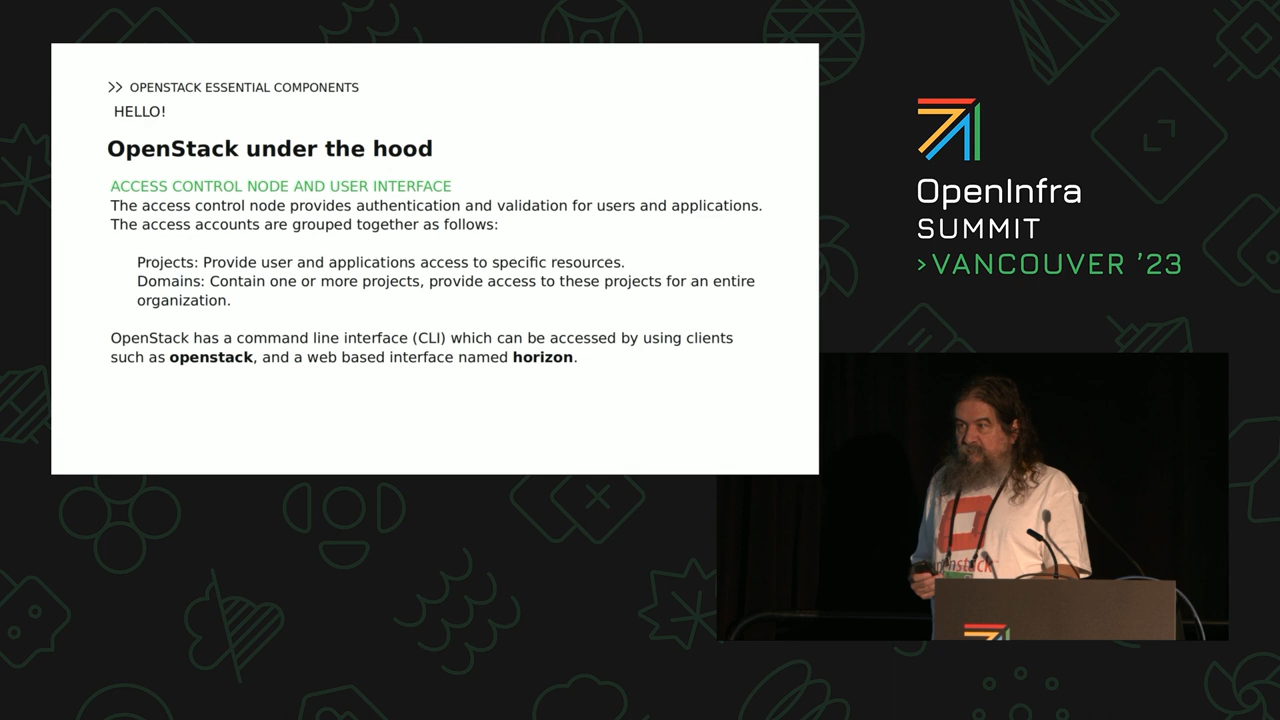 >> OPENSTACK ESSENTIAL COMPONENTS
HELLO!
OpenStack under the hood
ACCESS CONTROL NODE AND USER INTERFACE
The access control node provides authentication and validation for users and applications.
The access accounts are grouped together as follows:
Projects: Provide user and applications access to specific resources.
Domains: Contain one or more projects, provide access to these projects for an entire
organization.
OpenStack has a command line interface (CLI) which can be accessed by using clients
such as openstack, and a web based interface named horizon.
OpenInfra
SUMMIT
>VANCOUVER ’23